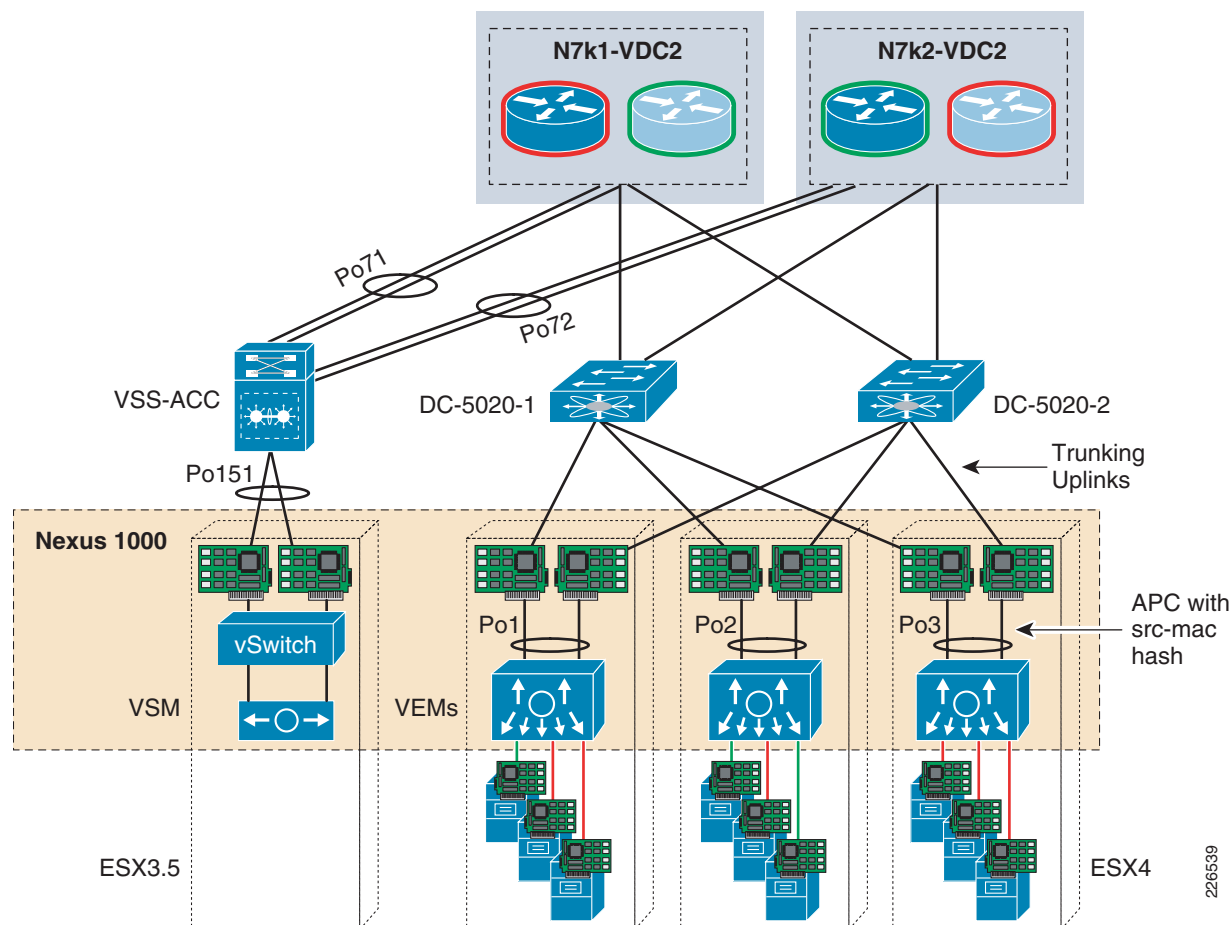 N7k1-VDC2
N7k2-VDC2
Po71
Po72
VSS-ACC
DC-5020-1
DC-5020-2
Po151
Trunking
Uplinks
Nexus 1000
Po1
Po2
Po3
APC with
src-mac
hash
vSwitch
VSM
VEMs
ESX3.5
ESX4
226539